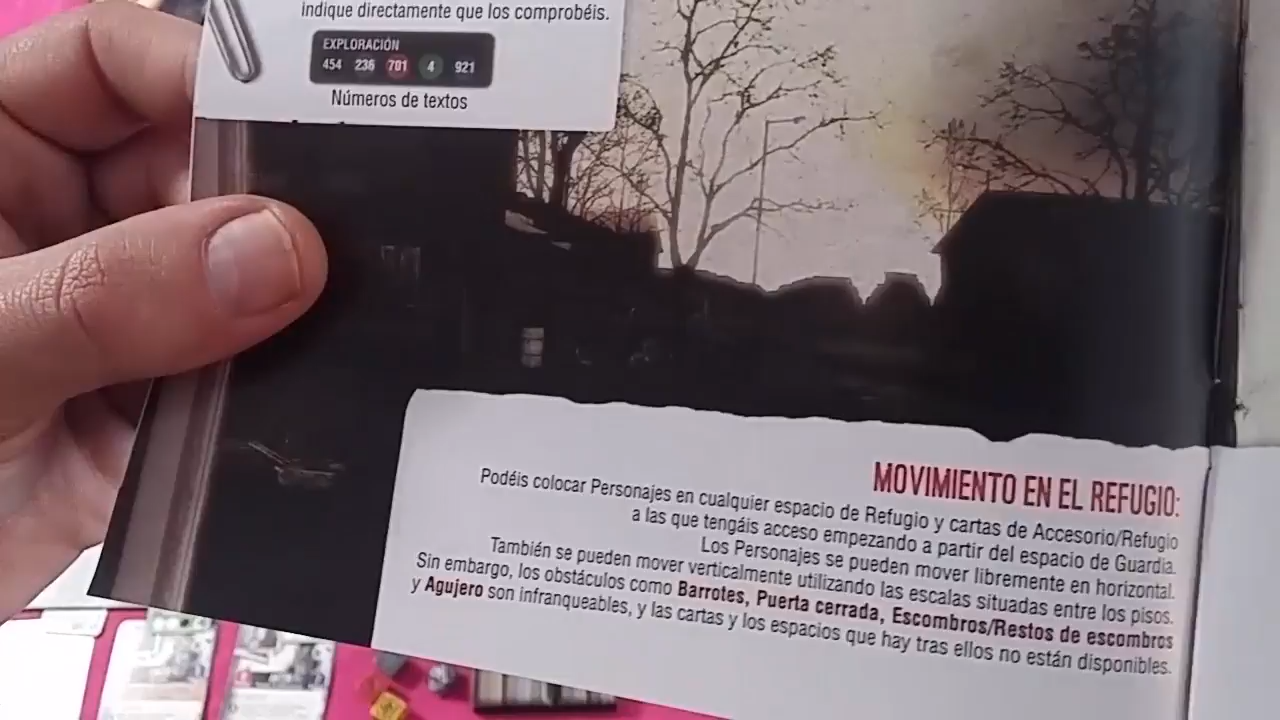 indique directamente que los comprobéis.
EXPLORACIÓN
454 236 701 4 921
Números de textos
MOVIMIENTO EN EL REFUGIO:
Podéis colocar Personajes en cualquier espacio de Refugio y cartas de Accesorio/Refugio
a las que tengáis acceso empezando a partir del espacio de Guardia.
Los Personajes se pueden mover libremente en horizontal.
También se pueden mover verticalmente utilizando las escalas situadas entre los pisos.
Sin embargo, los obstáculos como Barrotes, Puerta cerrada, Escombros/Restos de escombros
y Agujero son infranqueables, y las cartas y los espacios que hay tras ellos no están disponibles.